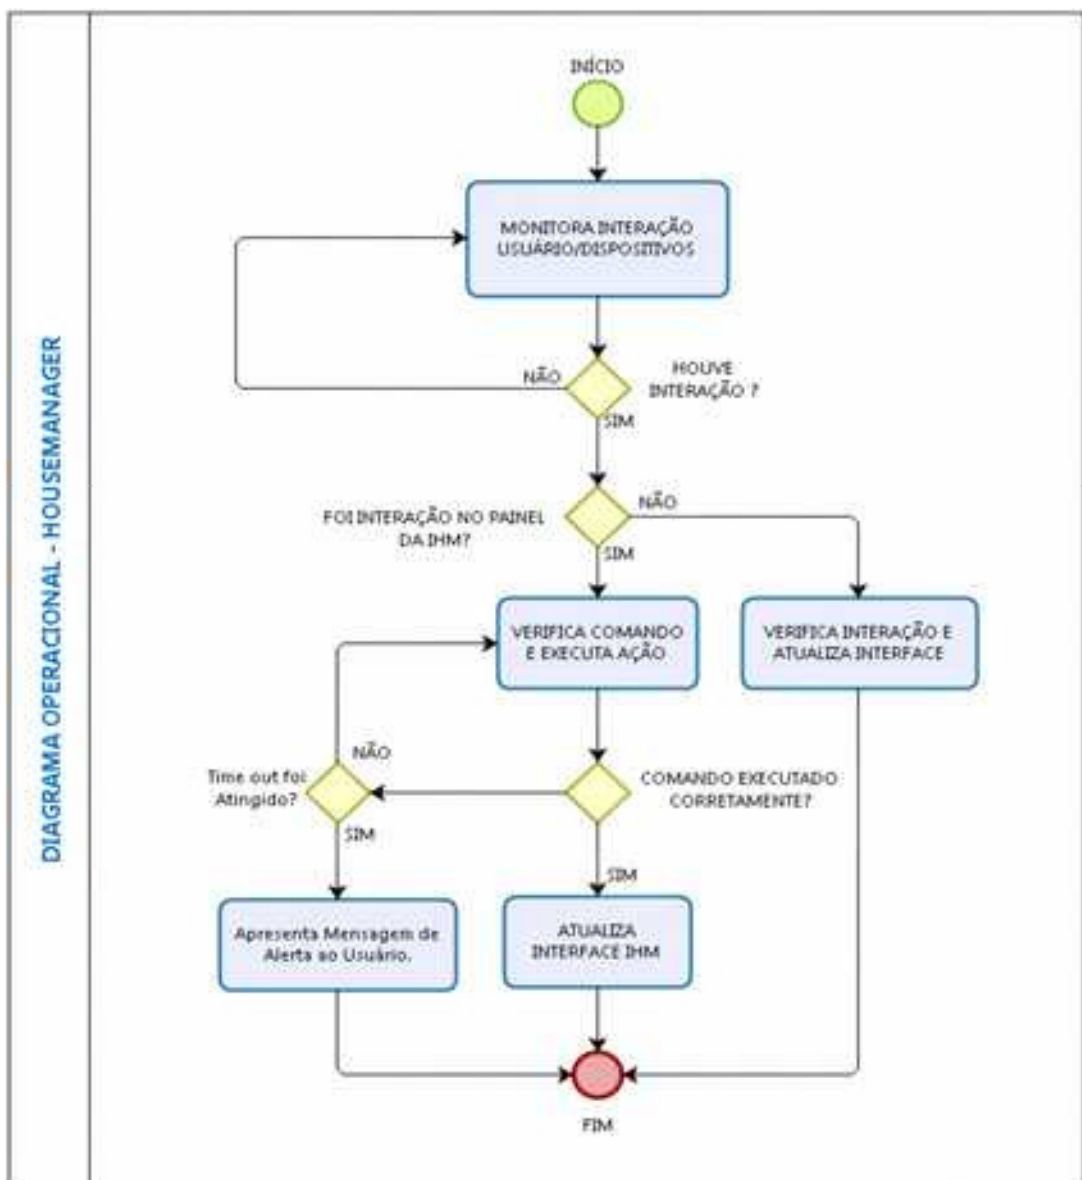 DIAGRAMA OPERACIONAL - HOUSEMANAGER
INÍCIO
MONITORA INTERAÇÃO
USUÁRIO/DISPOSITIVOS
HOUVE
INTERAÇÃO ?
NÃO
SIM
FOI INTERAÇÃO NO PAINEL
DA IHM?
NÃO
SIM
VERIFICA COMANDO
E EXECUTA AÇÃO
VERIFICA INTERAÇÃO E
ATUALIZA INTERFACE
NÃO
Time out foi
Atingido?
COMANDO EXECUTADO
CORRETAMENTE?
SIM
SIM
Apresenta Mensagem de
Alerta ao Usuário.
ATUALIZA
INTERFACE IHM
FIM